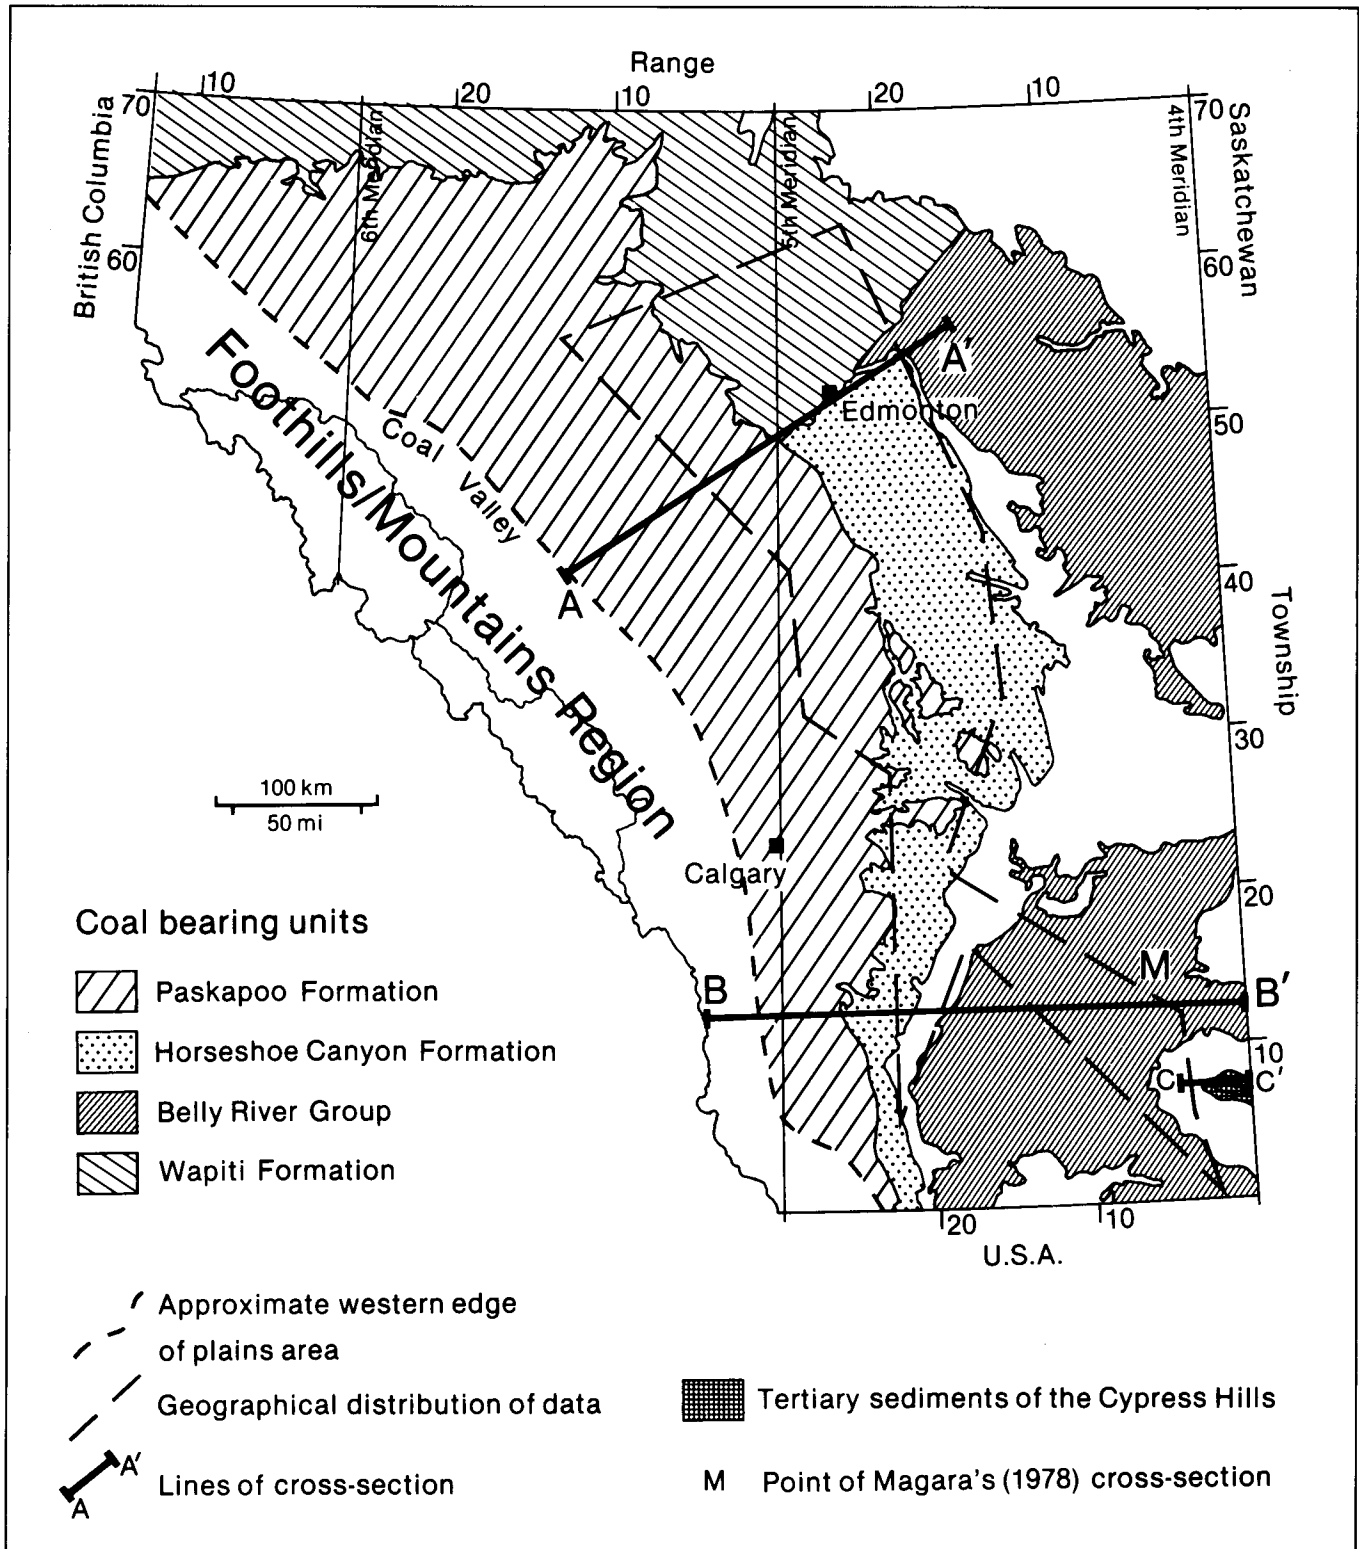 Range
10
20
10
20
10
70
70
British Columbia
6th Meridian
5th Meridian
4th Meridian
Saskatchewan
60
60
A'
Edmonton
50
Foothills/Mountains Region
Coal Valley
A
40
Township
30
100 km
50 mi
Calgary
20
M
B
B'
10
C
C'
20
10
U.S.A.
Coal bearing units
Paskapoo Formation
Horseshoe Canyon Formation
Belly River Group
Wapiti Formation
Approximate western edge
of plains area
Geographical distribution of data
A'
A
Lines of cross-section
Tertiary sediments of the Cypress Hills
M Point of Magara's (1978) cross-section